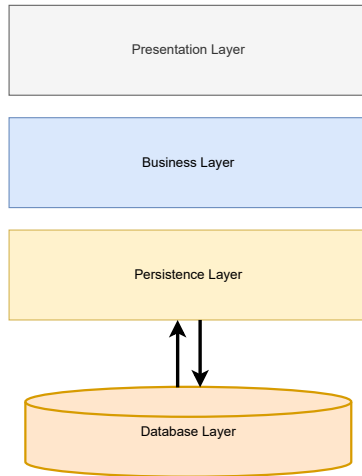 Presentation Layer
Business Layer
Persistence Layer
Database Layer